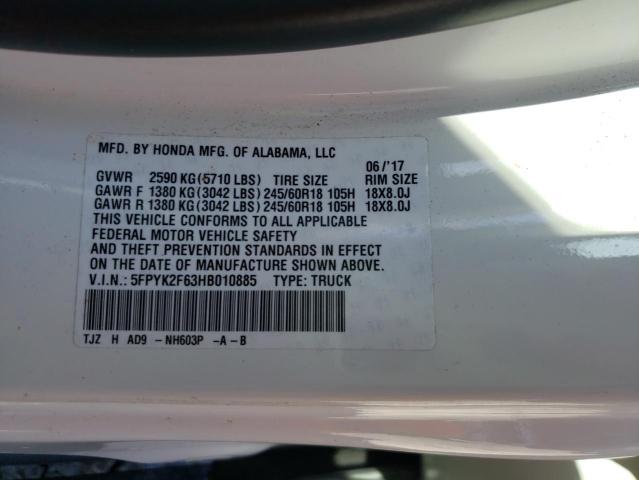 MFD. BY HONDA MFG. OF ALABAMA, LLC 06/'17
GVWR 2590 KG(5710 LBS) TIRE SIZE RIM SIZE
GAWR F 1380 KG(3042 LBS) 245/60R18 105H 18X8.0J
GAWR R 1380 KG(3042 LBS) 245/60R18 105H 18X8.0J
THIS VEHICLE CONFORMS TO ALL APPLICABLE
FEDERAL MOTOR VEHICLE SAFETY
AND THEFT PREVENTION STANDARDS IN EFFECT
ON THE DATE OF MANUFACTURE SHOWN ABOVE.
V.I.N.: 5FPYK2F63HB010885 TYPE: TRUCK
TJZ H AD9 -NH603P -A-B